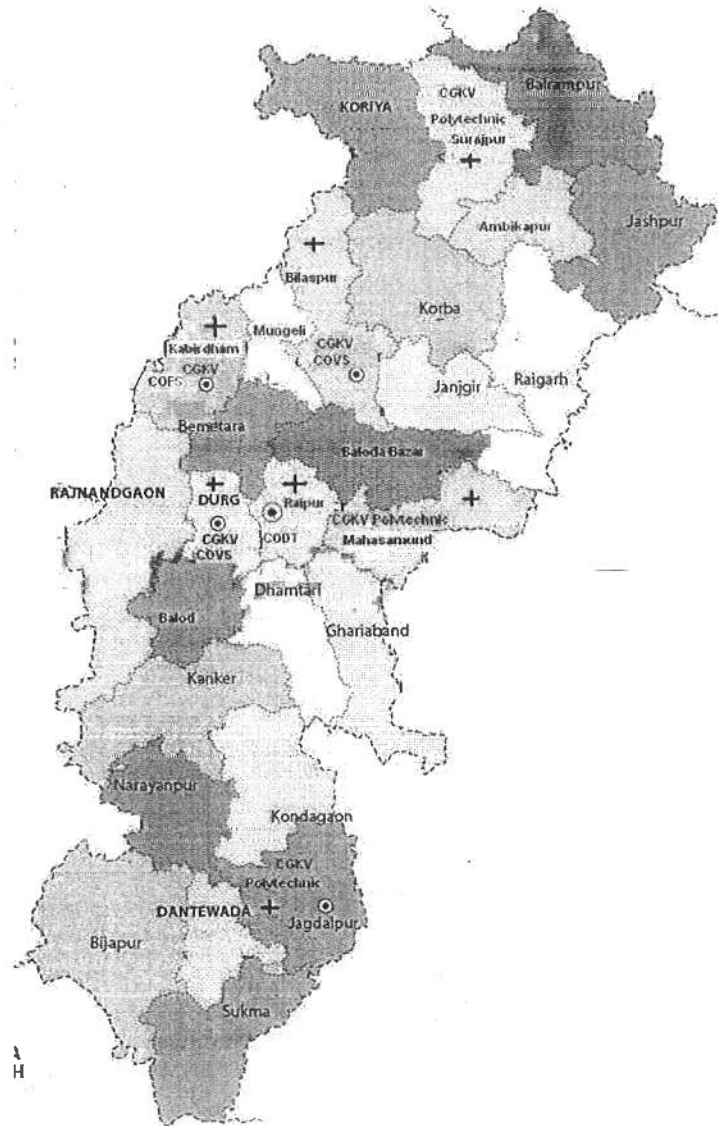 KORIYA
CGKV
Polytechnic
Surajpur
Balrampur
Ambikapur
Jashpur
Bilaspur
Korba
Mungeli
Kabirdham
CGKV
COFS
CGKV
COVS
Janjgir
Raigarh
Bemetara
Baloda Bazar
RAJNANDGAON
DURG
CGKV
COVS
Raipur
CODT
CGKV Polytechnic
Mahasamund
Dhamtari
Ghariaband
Balod
Kanker
Narayanpur
Kondagaon
CGKV
Polytechnic
DANTEWADA
Jagdalpur
Bijapur
Sukma
H